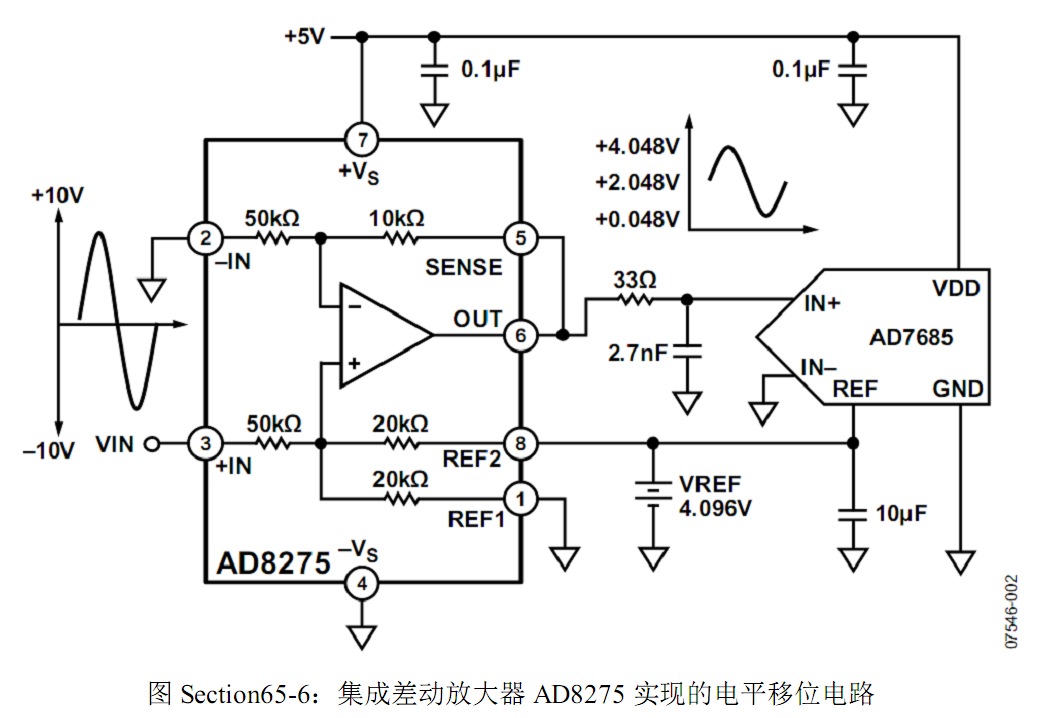 +5V
0.1µF
0.1µF
7
+VS
+4.048V
+2.048V
+0.048V
+10V
50kΩ
10kΩ
2
–IN
5
SENSE
33Ω
VDD
IN+
OUT
6
AD7685
2.7nF
IN–
REF
GND
–
+
–10V
VIN
3
+IN
50kΩ
20kΩ
8
REF2
20kΩ
1
REF1
VREF
4.096V
10µF
AD8275
–VS
4
07546-002
图 Section65-6：集成差动放大器 AD8275 实现的电平移位电路